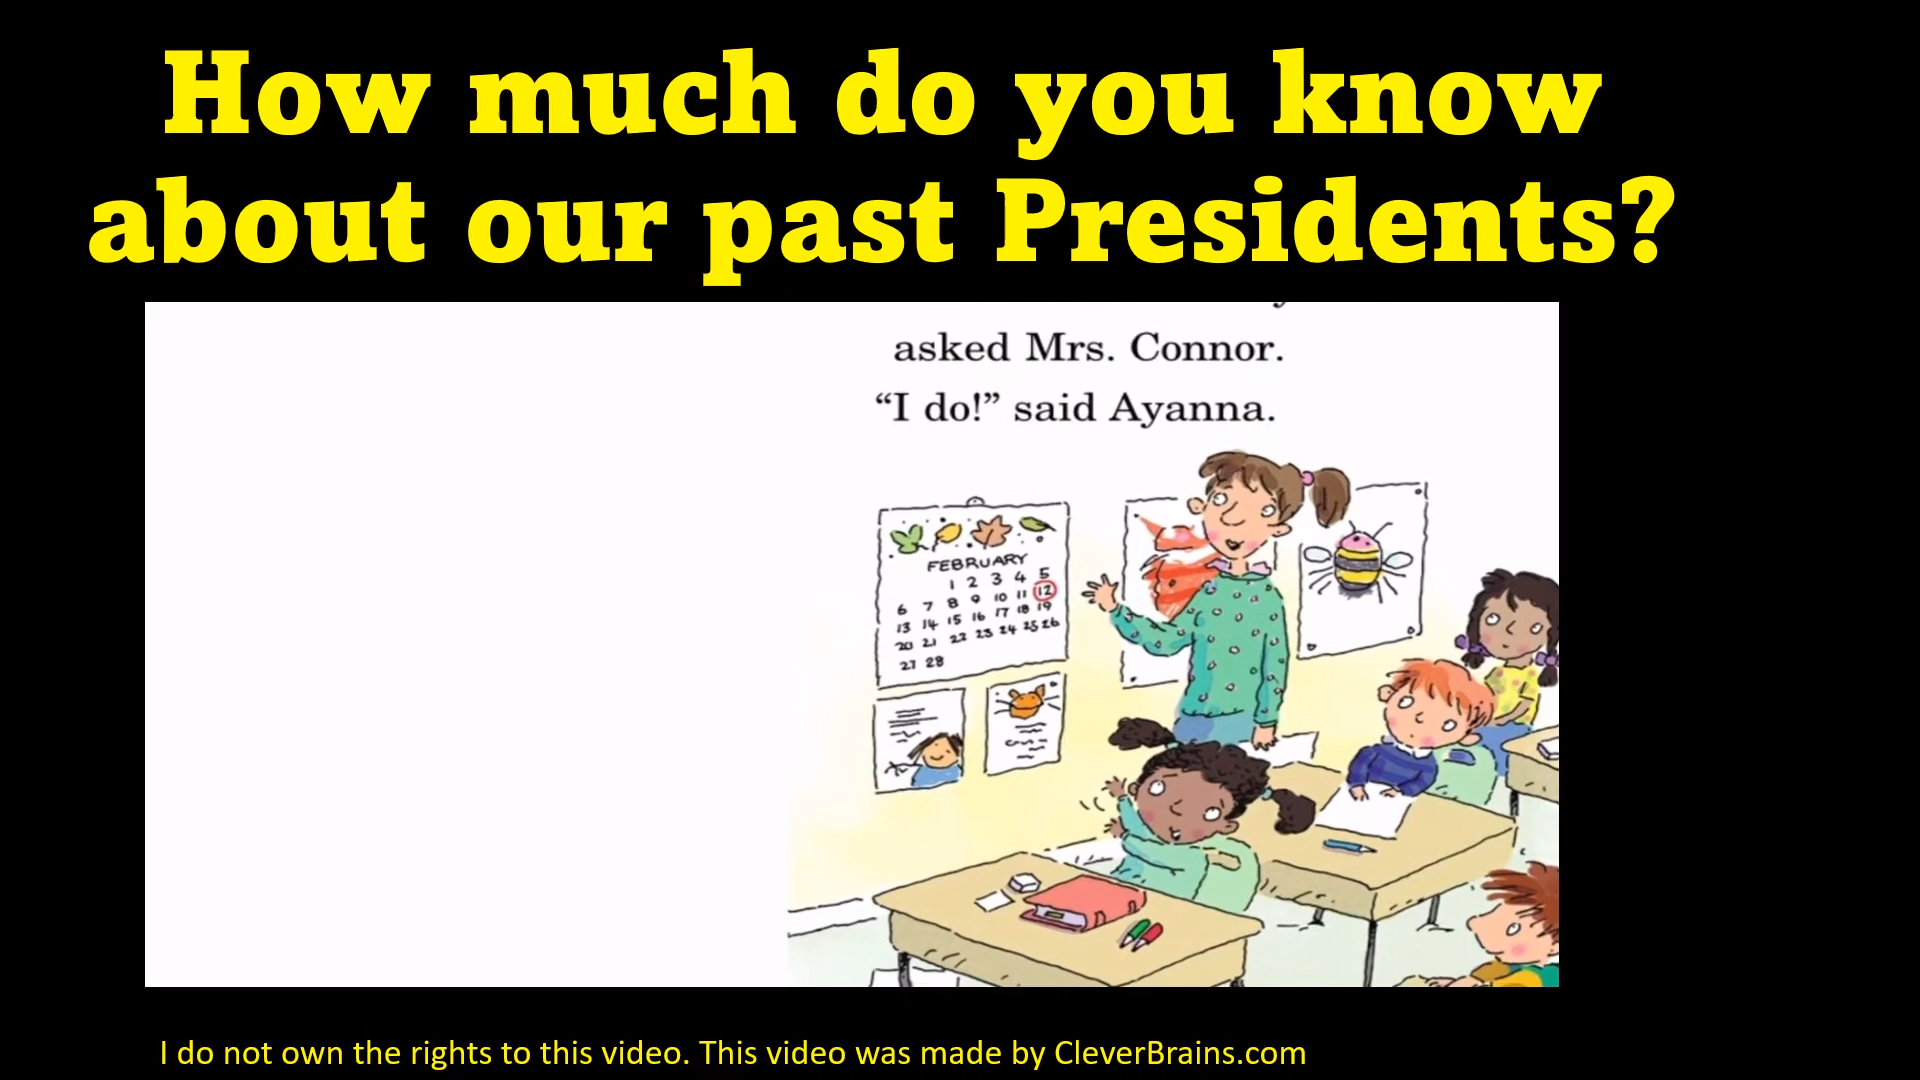 How much do you know
about our past Presidents?
asked Mrs. Connor.
“I do!” said Ayanna.
FEBRUARY
1 2 3 4 5
6 7 8 9 10 11 12
13 14 15 16 17 18 19
20 21 22 23 24 25 26
27 28
I do not own the rights to this video. This video was made by CleverBrains.com